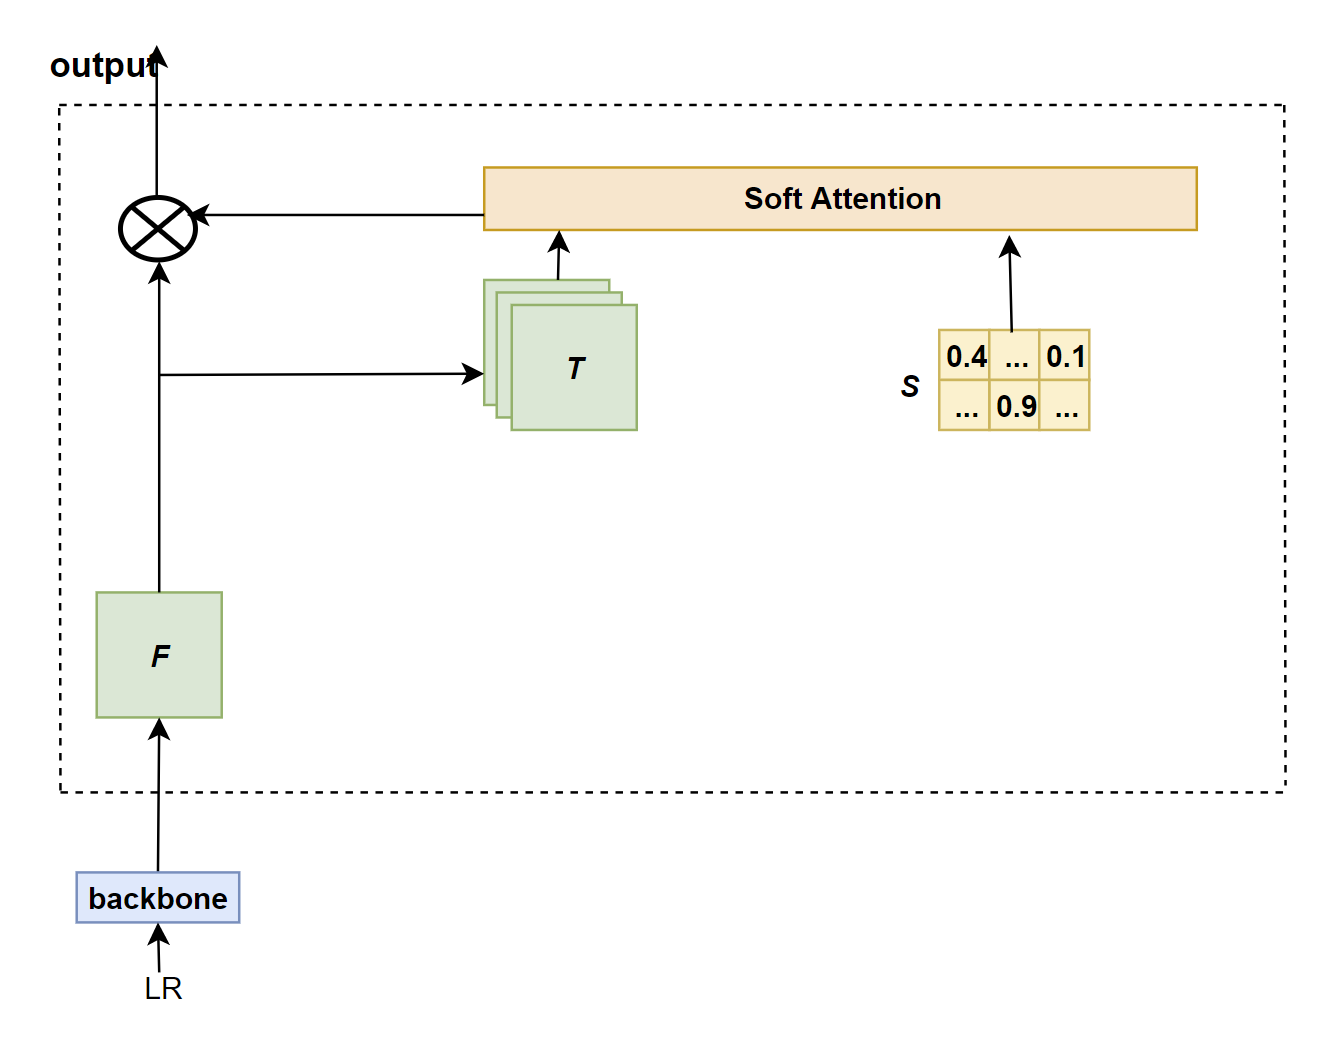 output
Soft Attention
T
S
0.4 ... 0.1
... 0.9 ...
F
backbone
LR